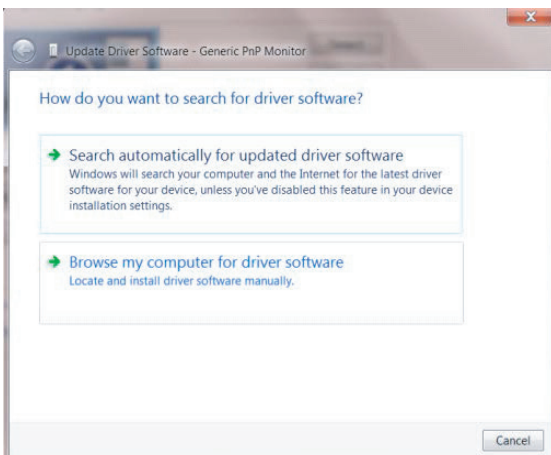 Update Driver Software - Generic PnP Monitor
How do you want to search for driver software?
Search automatically for updated driver software
Windows will search your computer and the Internet for the latest driver
software for your device, unless you've disabled this feature in your device
installation settings.
Browse my computer for driver software
Locate and install driver software manually.
Cancel